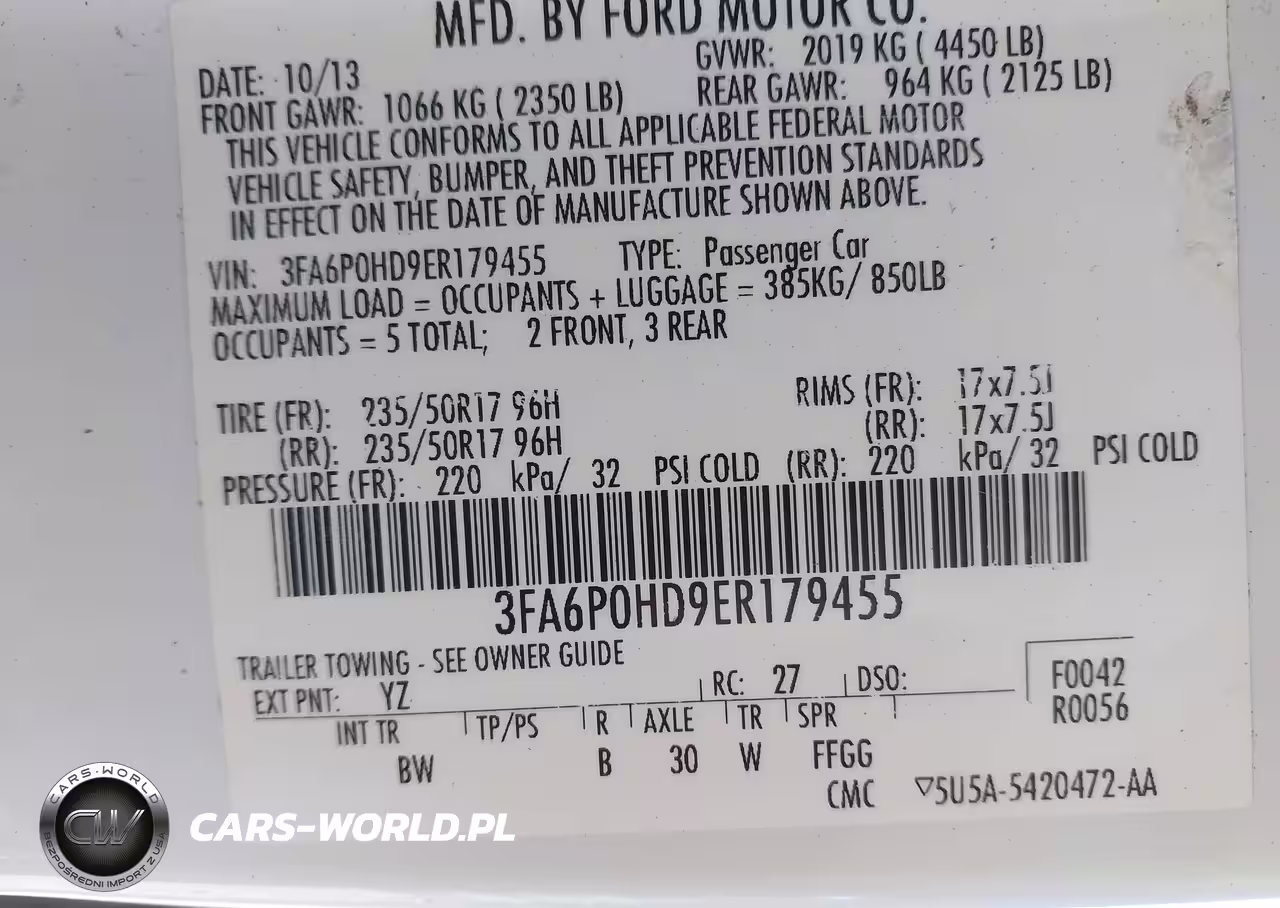 MFD. BY FORD MOTOR CO.
DATE: 10/13 GVWR: 2019 KG ( 4450 LB)
FRONT GAWR: 1066 KG ( 2350 LB) REAR GAWR: 964 KG ( 2125 LB)
THIS VEHICLE CONFORMS TO ALL APPLICABLE FEDERAL MOTOR
VEHICLE SAFETY, BUMPER, AND THEFT PREVENTION STANDARDS
IN EFFECT ON THE DATE OF MANUFACTURE SHOWN ABOVE.
VIN: 3FA6P0HD9ER179455 TYPE: Passenger Car
MAXIMUM LOAD = OCCUPANTS + LUGGAGE = 385KG/ 850LB
OCCUPANTS = 5 TOTAL; 2 FRONT, 3 REAR
TIRE (FR): 235/50R17 96H RIMS (FR): 17x7.5J
(RR): 235/50R17 96H (RR): 17x7.5J
PRESSURE (FR): 220 kPa/ 32 PSI COLD (RR): 220 kPa/ 32 PSI COLD
3FA6P0HD9ER179455
TRAILER TOWING - SEE OWNER GUIDE
EXT PNT: YZ RC: 27 DSO: F0042
R0056
INT TR TP/PS R AXLE TR SPR
BW B 30 W FFGG
CMC ▽5U5A-5420472-AA
CARS-WORLD
CW
BEZPOŚREDNI IMPORT Z USA
CARS-WORLD.PL